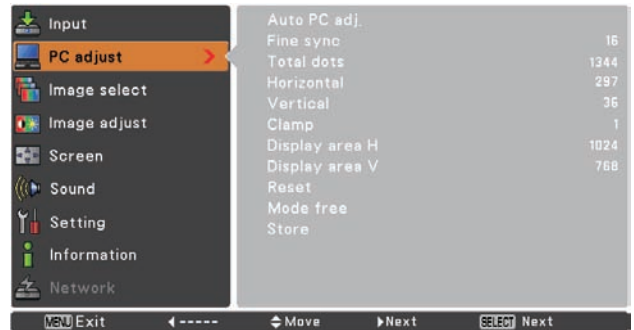 Input
PC adjust
Image select
Image adjust
Screen
Sound
Setting
Information
Network
Auto PC adj.
Fine sync 16
Total dots 1344
Horizontal 297
Vertical 36
Clamp 1
Display area H 1024
Display area V 768
Reset
Mode free
Store
MENU Exit ----- Move Next SELECT Next